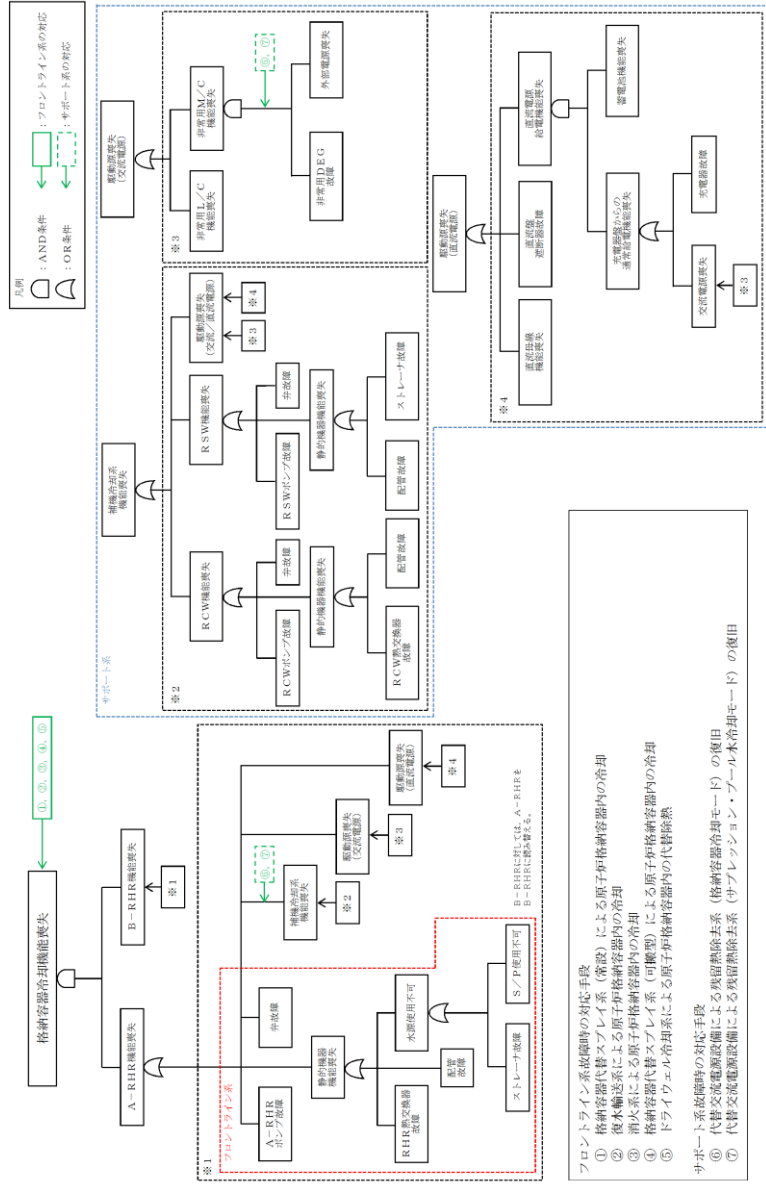 凡例
：AND条件
：OR条件
：フロントライン系の対応
：サポート系の対応
格納容器冷却機能喪失
①，②，③，④，⑤
A－RHR機能喪失
B－RHR機能喪失
※1
※1
A－RHR
ポンプ故障
弁故障
フロントライン系
静的機器
機能喪失
水源使用不可
RHR熱交換器
故障
配管
故障
ストレーナ故障
S／P使用不可
⑥，⑦
補機冷却系
機能喪失
※2
駆動源喪失
(交流電源)
※3
駆動源喪失
(直流電源)
※4
B－RHRに対しては，A－RHRを
B－RHRに読み替える。
サポート系
補機冷却系
機能喪失
※2
RCW機能喪失
RSW機能喪失
駆動源喪失
(交流／直流電源)
※3
※4
RCWポンプ故障
弁故障
静的機器機能喪失
RCW熱交換器
故障
配管故障
RSWポンプ故障
弁故障
静的機器機能喪失
配管故障
ストレーナ故障
駆動源喪失
(交流電源)
※3
非常用L／C
機能喪失
非常用M／C
機能喪失
⑥，⑦
非常用DEG
故障
外部電源喪失
駆動源喪失
(直流電源)
※4
直流母線
機能喪失
直流盤
遮断器故障
直流電源
給電機能喪失
充電器盤からの
通常給電機能喪失
蓄電池機能喪失
交流電源喪失
充電器故障
※3
フロントライン系故障時の対応手段
① 格納容器代替スプレイ系（常設）による原子炉格納容器内の冷却
② 復水輸送系による原子炉格納容器内の冷却
③ 消火系による原子炉格納容器内の冷却
④ 格納容器代替スプレイ系（可搬型）による原子炉格納容器内の冷却
⑤ ドライウェル冷却系による原子炉格納容器内の代替除熱
サポート系故障時の対応手段
⑥ 代替交流電源設備による残留熱除去系（格納容器冷却モード）の復旧
⑦ 代替交流電源設備による残留熱除去系（サプレッション・プール水冷却モード）の復旧